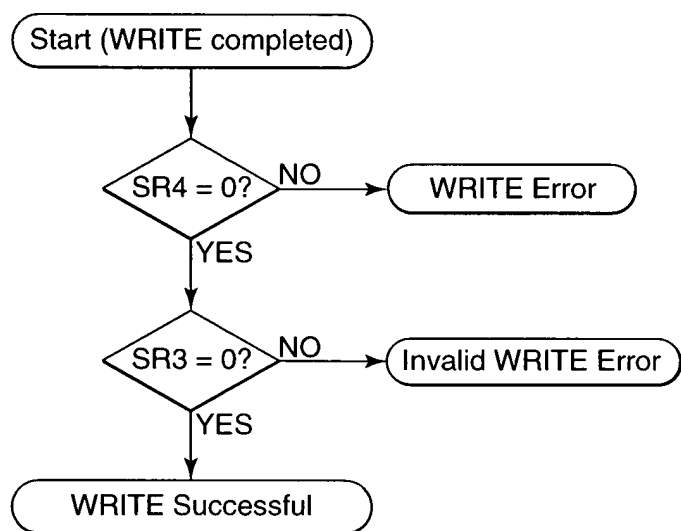 Start (WRITE completed)
SR4 = 0?
NO
WRITE Error
YES
SR3 = 0?
NO
Invalid WRITE Error
YES
WRITE Successful